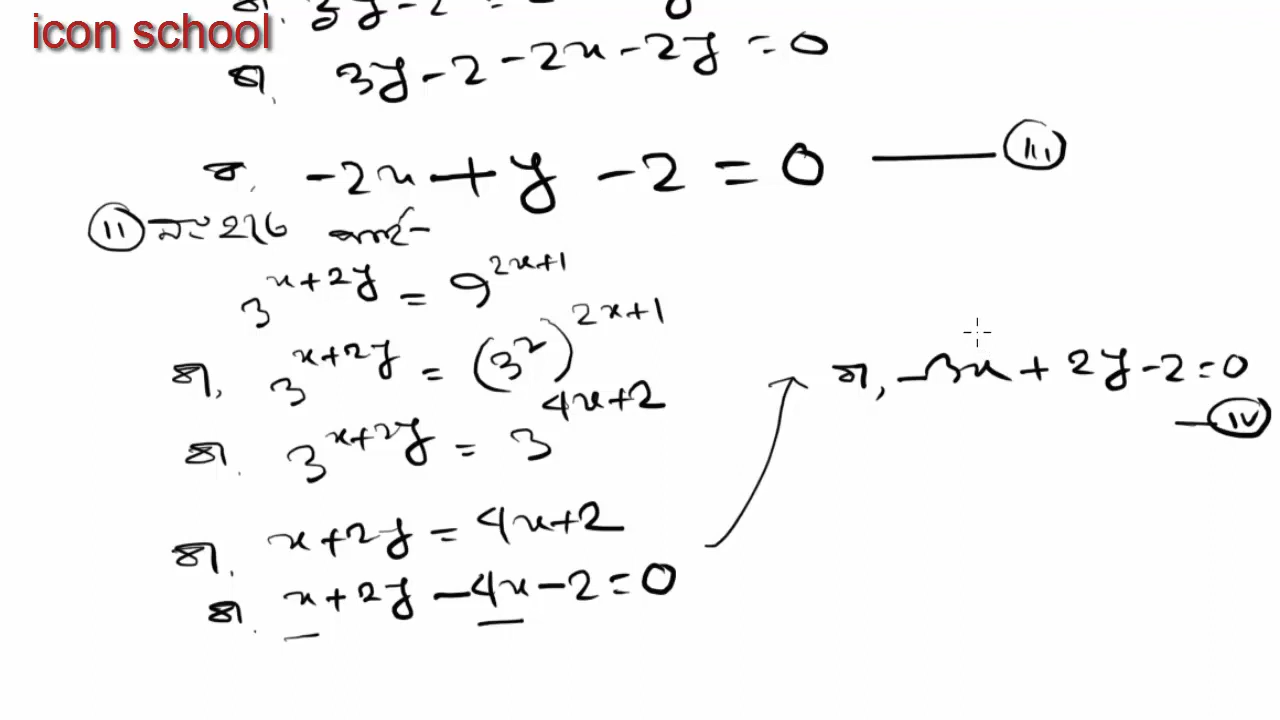 icon school
বা. 3y-2-2x-2y=0
বা, -2x+y-2=0 — (iii)
(ii) নং হতে পাই-
3^{x+2y} = 9^{2x+1}
বা, 3^{x+2y} = (3^2)^{2x+1}
বা. 3^{x+2y} = 3^{4x+2}
বা. x+2y=4x+2
বা. x+2y-4x-2=0
বা, -3x+2y-2=0
— (iv)